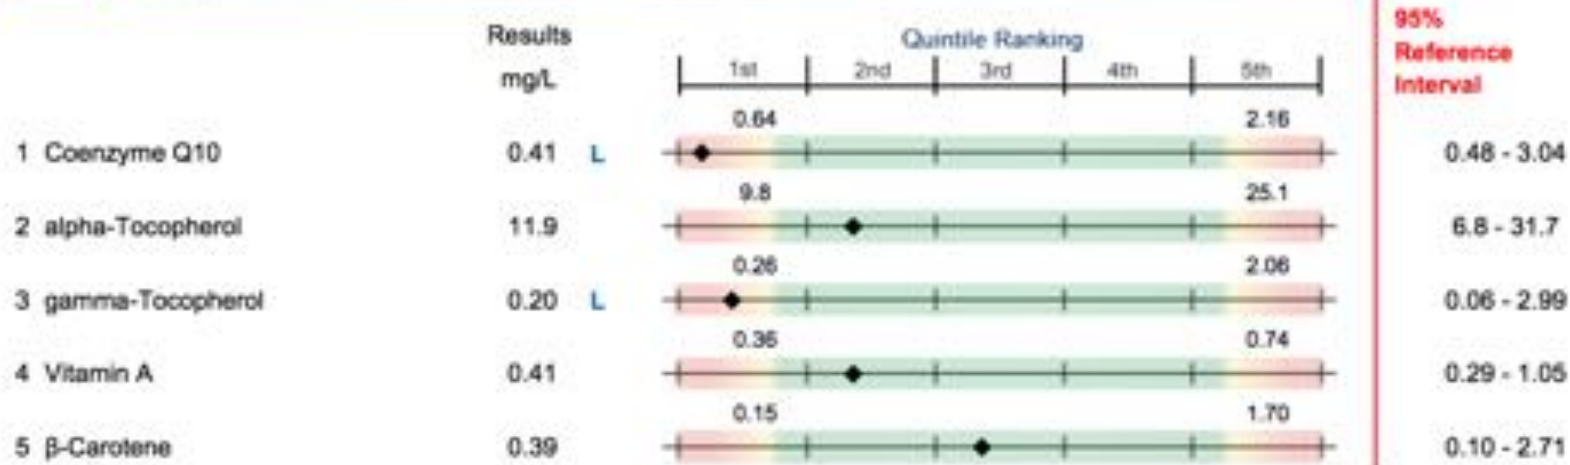 Results
mg/L
Quintile Ranking
1st 2nd 3rd 4th 5th
95%
Reference
Interval
0.64 2.16
1 Coenzyme Q10 0.41 L 0.48 - 3.04
9.8 25.1
2 alpha-Tocopherol 11.9 6.8 - 31.7
0.26 2.06
3 gamma-Tocopherol 0.20 L 0.06 - 2.99
0.36 0.74
4 Vitamin A 0.41 0.29 - 1.05
0.15 1.70
5 β-Carotene 0.39 0.10 - 2.71